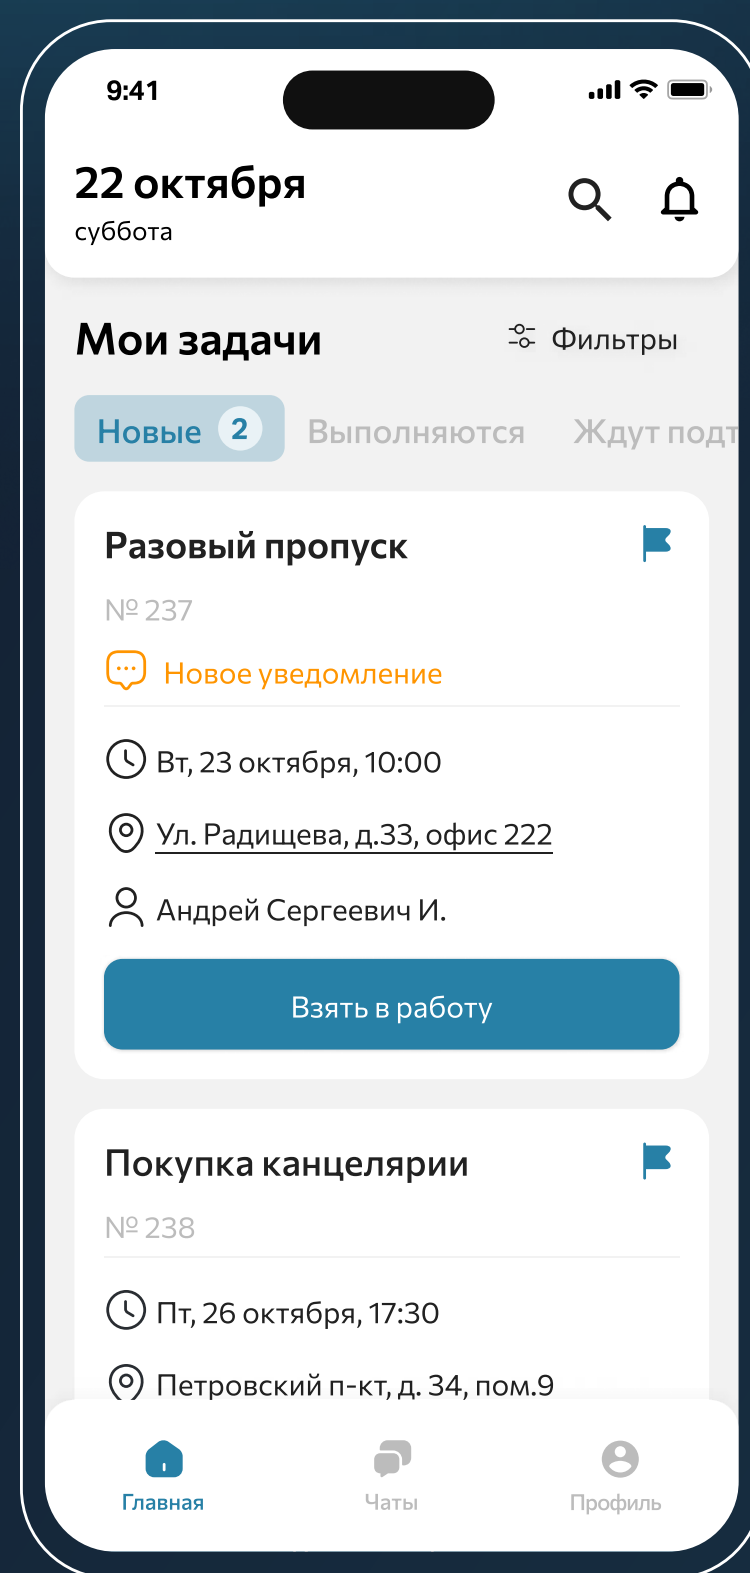 9:41
22 октября
суббота
Мои задачи
Фильтры
Новые 2 Выполняются Ждут подт
Разовый пропуск
№ 237
Новое уведомление
Вт, 23 октября, 10:00
Ул. Радищева, д.33, офис 222
Андрей Сергеевич И.
Взять в работу
Покупка канцелярии
№ 238
Пт, 26 октября, 17:30
Петровский п-кт, д. 34, пом.9
Главная Чаты Профиль